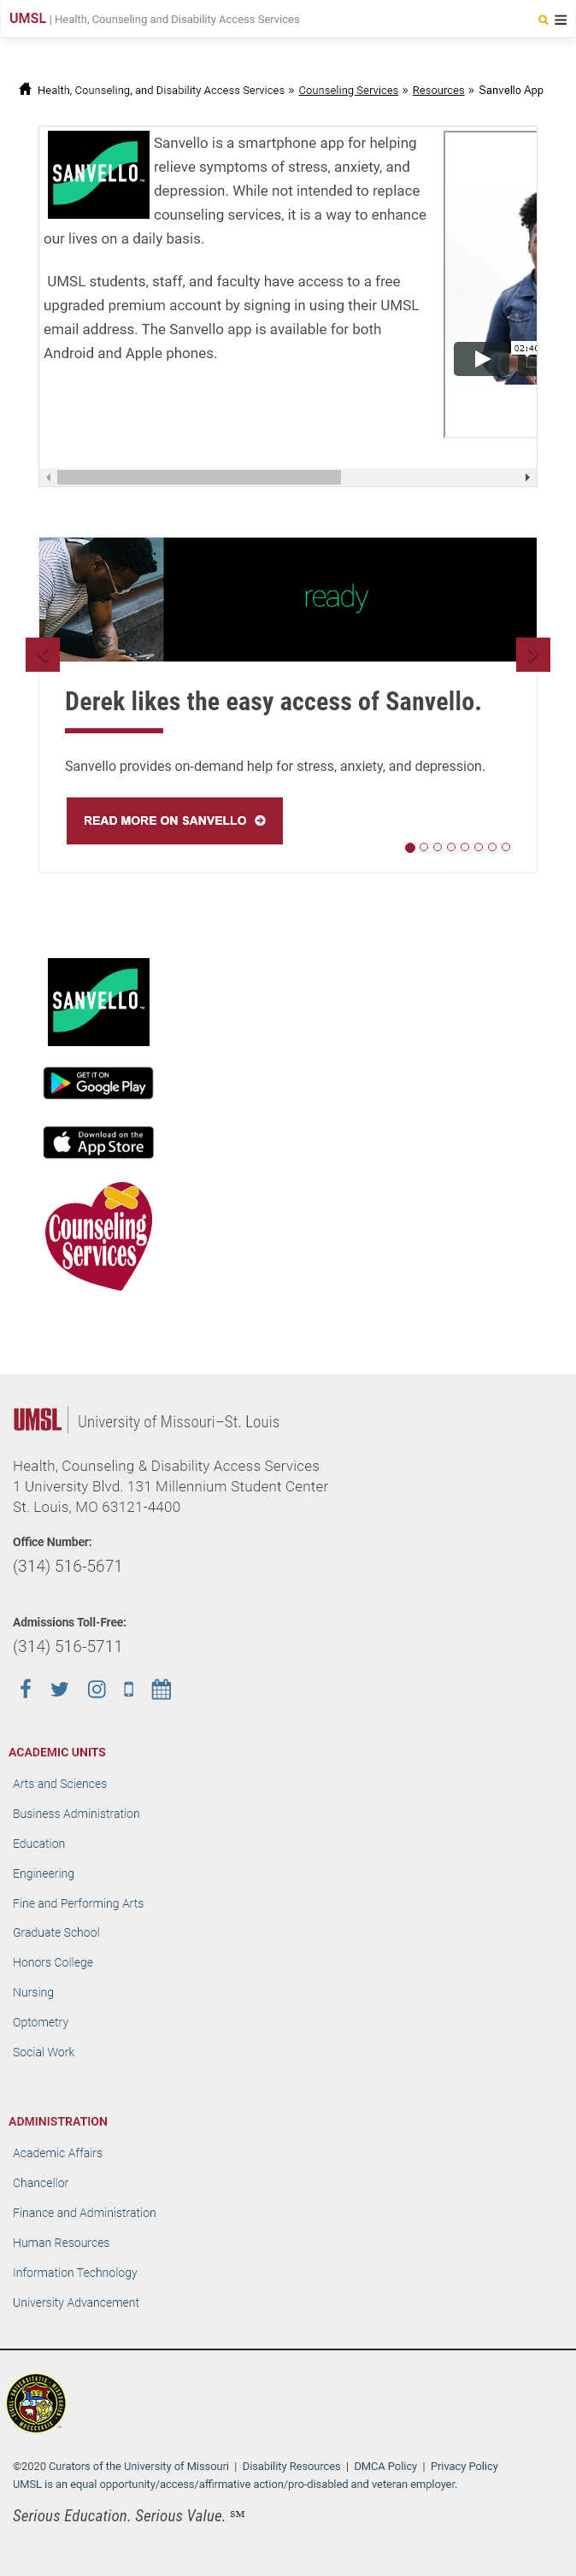 UMSL | Health, Counseling and Disability Access Services
Health, Counseling, and Disability Access Services » Counseling Services » Resources » Sanvello App
SANVELLO™
Sanvello is a smartphone app for helping
relieve symptoms of stress, anxiety, and
depression. While not intended to replace
counseling services, it is a way to enhance
our lives on a daily basis.
UMSL students, staff, and faculty have access to a free
upgraded premium account by signing in using their UMSL
email address. The Sanvello app is available for both
Android and Apple phones.
ready
Derek likes the easy access of Sanvello.
Sanvello provides on-demand help for stress, anxiety, and depression.
READ MORE ON SANVELLO
SANVELLO™
GET IT ON
Google Play
Download on the
App Store
Counseling
Services
UMSL University of Missouri–St. Louis
Health, Counseling & Disability Access Services
1 University Blvd. 131 Millennium Student Center
St. Louis, MO 63121-4400
Office Number:
(314) 516-5671
Admissions Toll-Free:
(314) 516-5711
ACADEMIC UNITS
Arts and Sciences
Business Administration
Education
Engineering
Fine and Performing Arts
Graduate School
Honors College
Nursing
Optometry
Social Work
ADMINISTRATION
Academic Affairs
Chancellor
Finance and Administration
Human Resources
Information Technology
University Advancement
©2020 Curators of the University of Missouri | Disability Resources | DMCA Policy | Privacy Policy
UMSL is an equal opportunity/access/affirmative action/pro-disabled and veteran employer.
Serious Education. Serious Value. ℠